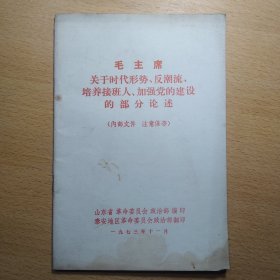 毛主席
关于时代形势、反潮流、
培养接班人、加强党的建设
的部分论述
（内部文件　注意保存）
山东省革命委员会政治部编印
泰安地区革命委员会政治部翻印
一九七三年十一月